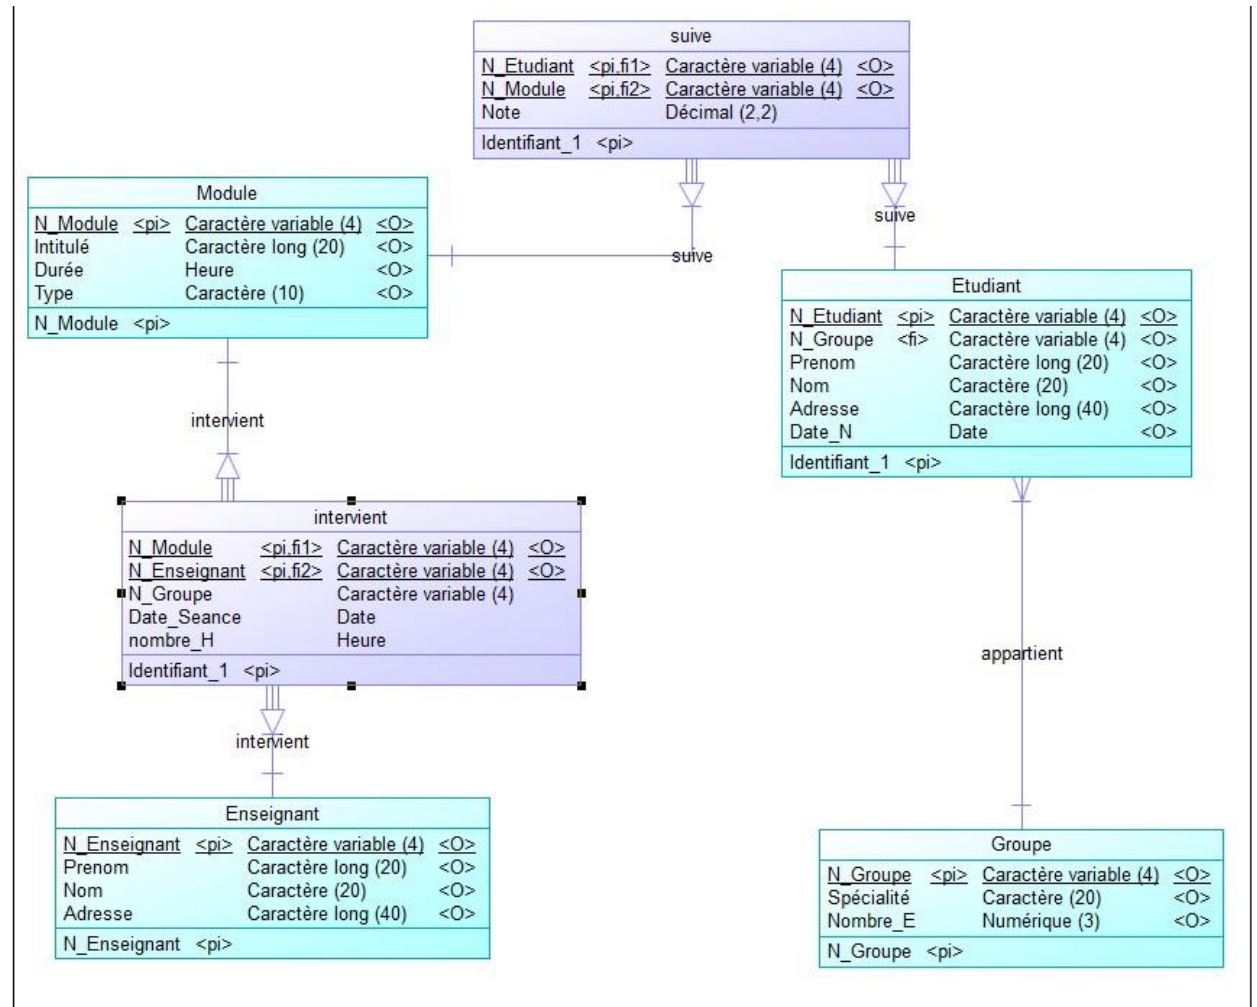 suive
N_Etudiant <pi,fi1> Caractère variable (4) <O>
N_Module <pi,fi2> Caractère variable (4) <O>
Note Décimal (2,2)
Identifiant_1 <pi>
Module
N_Module <pi> Caractère variable (4) <O>
Intitulé Caractère long (20) <O>
Durée Heure <O>
Type Caractère (10) <O>
N_Module <pi>
suive
suive
Etudiant
N_Etudiant <pi> Caractère variable (4) <O>
N_Groupe <fi> Caractère variable (4) <O>
Prenom Caractère long (20) <O>
Nom Caractère (20) <O>
Adresse Caractère long (40) <O>
Date_N Date <O>
Identifiant_1 <pi>
intervient
intervient
N_Module <pi,fi1> Caractère variable (4) <O>
N_Enseignant <pi,fi2> Caractère variable (4) <O>
N_Groupe Caractère variable (4)
Date_Seance Date
nombre_H Heure
Identifiant_1 <pi>
appartient
intervient
Enseignant
N_Enseignant <pi> Caractère variable (4) <O>
Prenom Caractère long (20) <O>
Nom Caractère (20) <O>
Adresse Caractère long (40) <O>
N_Enseignant <pi>
Groupe
N_Groupe <pi> Caractère variable (4) <O>
Spécialité Caractère (20) <O>
Nombre_E Numérique (3) <O>
N_Groupe <pi>